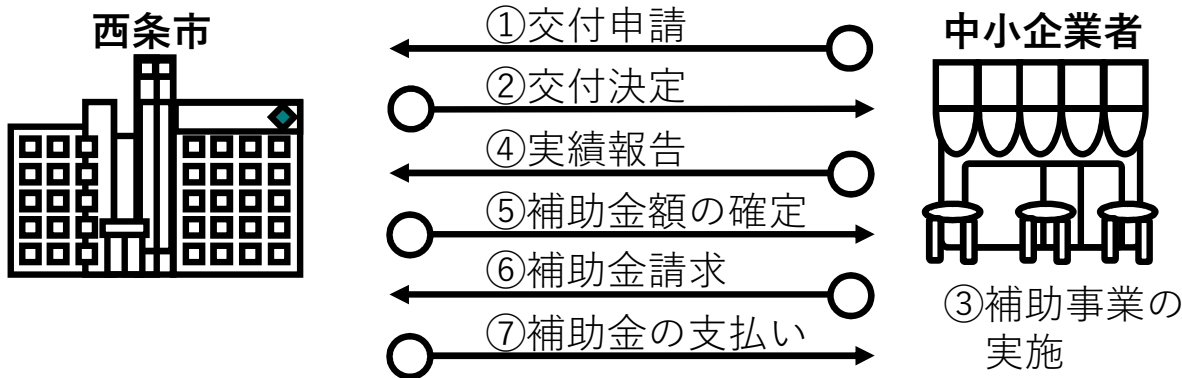 西条市
①交付申請
中小企業者
②交付決定
④実績報告
⑤補助金額の確定
⑥補助金請求
③補助事業の
実施
⑦補助金の支払い